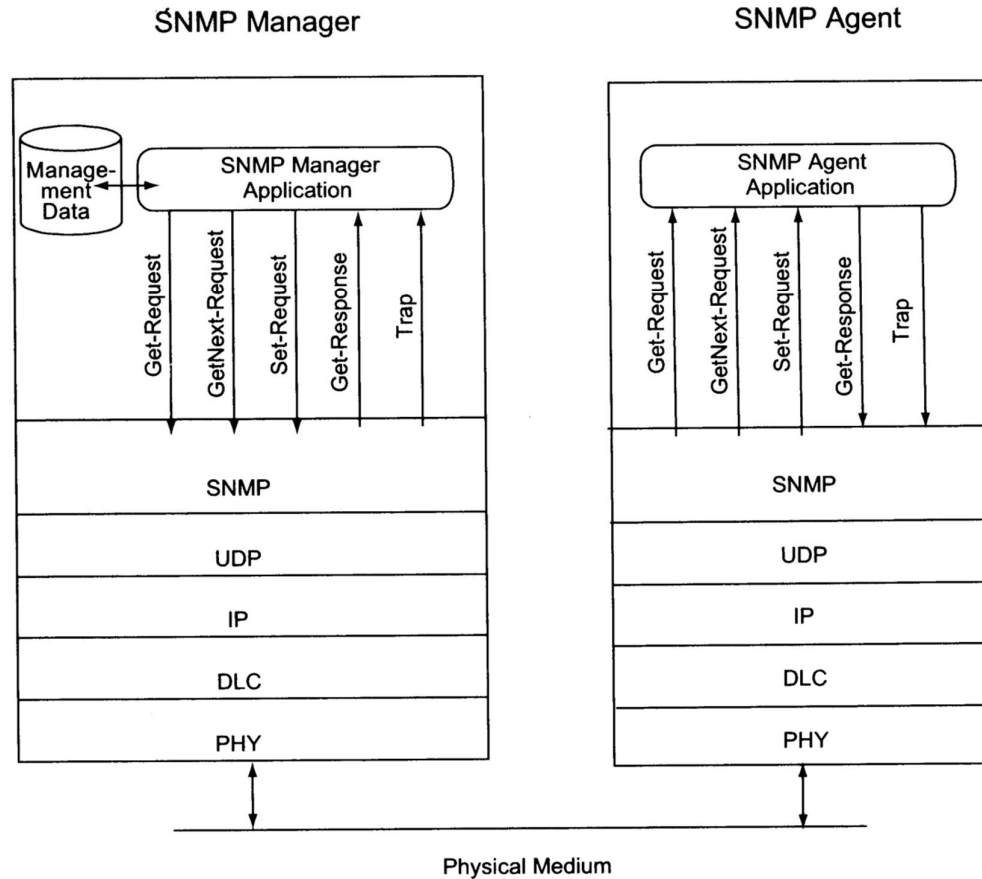 SNMP Manager
SNMP Agent
Manage-
ment
Data
SNMP Manager
Application
Get-Request
GetNext-Request
Set-Request
Get-Response
Trap
SNMP
UDP
IP
DLC
PHY
SNMP Agent
Application
Get-Request
GetNext-Request
Set-Request
Get-Response
Trap
SNMP
UDP
IP
DLC
PHY
Physical Medium